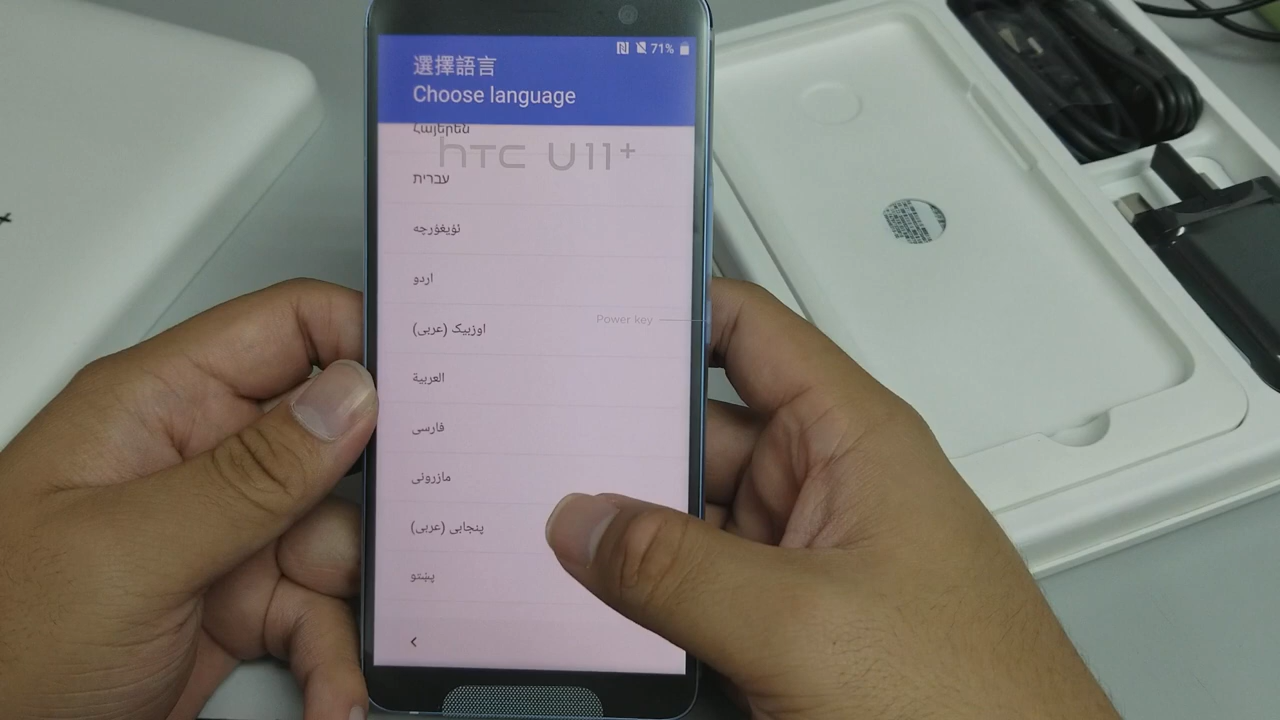 71%
選擇語言
Choose language
Հայերեն
htc U11+
עברית
ئۇيغۇرچە
اردو
Power key
اوزبیک (عربی)
العربية
فارسی
مازرونی
پنجابی (عربی)
پښتو